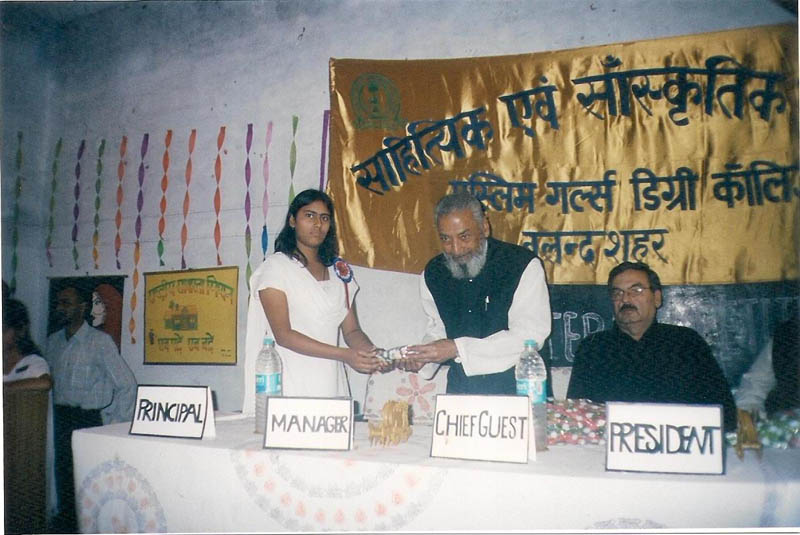 साहित्यिक एवं साँस्कृतिक
मुस्लिम गर्ल्स डिग्री कॉलिज
बुलन्दशहर
PRINCIPAL
MANAGER
CHIEF GUEST
PRESIDENT